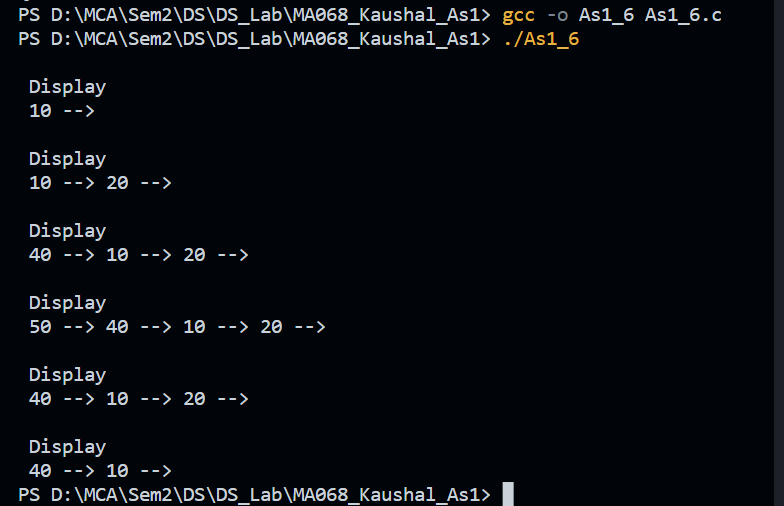 PS D:\MCA\Sem2\DS\DS_Lab\MA068_Kaushal_As1> gcc -o As1_6 As1_6.c
PS D:\MCA\Sem2\DS\DS_Lab\MA068_Kaushal_As1> ./As1_6
Display
10 -->
Display
10 --> 20 -->
Display
40 --> 10 --> 20 -->
Display
50 --> 40 --> 10 --> 20 -->
Display
40 --> 10 --> 20 -->
Display
40 --> 10 -->
PS D:\MCA\Sem2\DS\DS_Lab\MA068_Kaushal_As1>